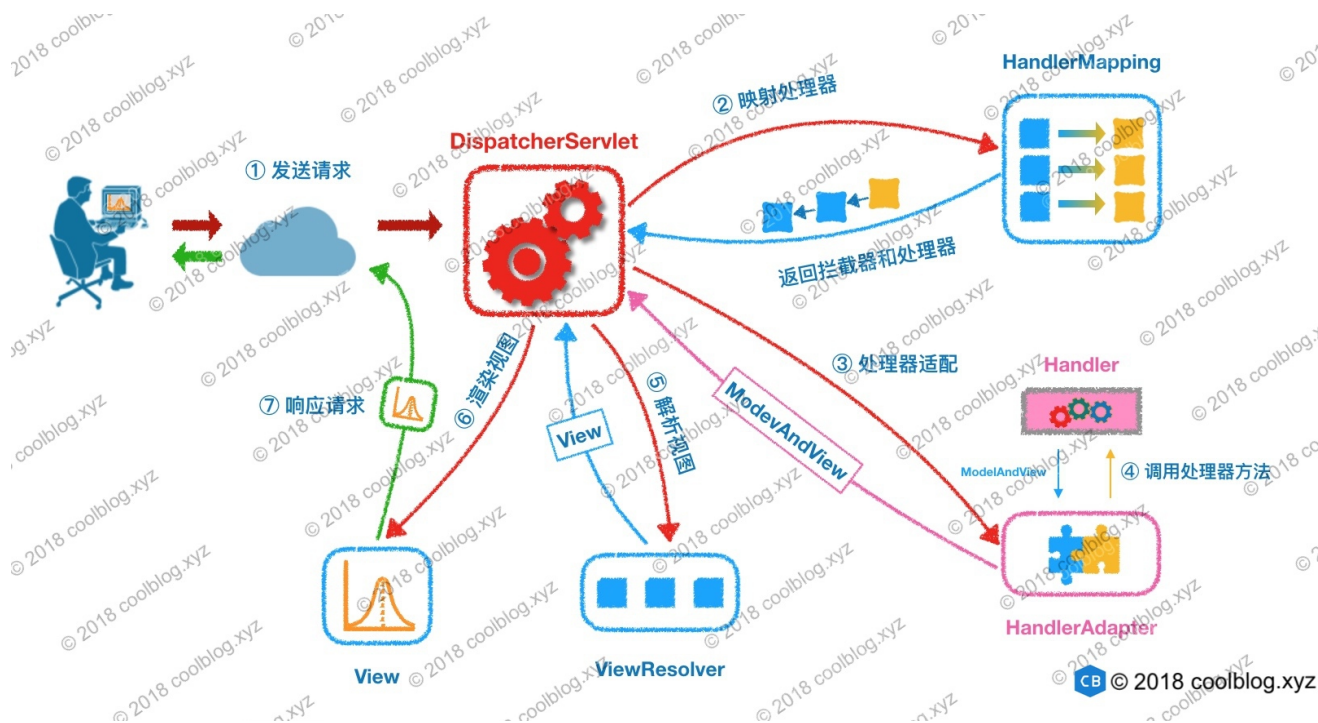 © 2018 coolblog.xyz
HandlerMapping
② 映射处理器
DispatcherServlet
① 发送请求
返回拦截器和处理器
③ 处理器适配
Handler
ModevAndView
⑥ 渲染视图
⑤ 解析视图
View
⑦ 响应请求
ModelAndView
④ 调用处理器方法
HandlerAdapter
View
ViewResolver
CB © 2018 coolblog.xyz